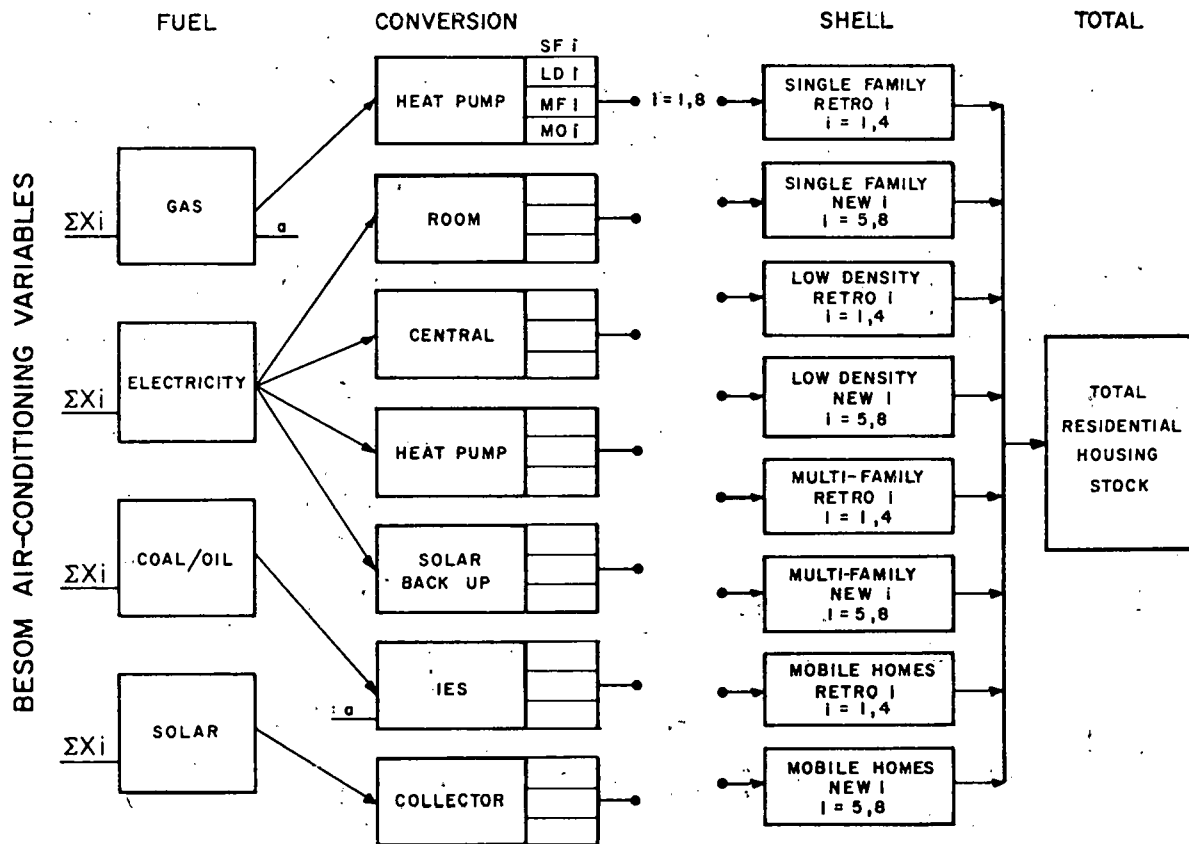 BESOM AIR-CONDITIONING VARIABLES
FUEL
CONVERSION
SHELL
TOTAL
ΣXi
GAS
a
ΣXi
ELECTRICITY
ΣXi
COAL/OIL
ΣXi
SOLAR
HEAT PUMP
SF i
LD i
MF i
MO i
i=1,8
ROOM
CENTRAL
HEAT PUMP
SOLAR
BACK UP
a
IES
COLLECTOR
SINGLE FAMILY
RETRO i
i = 1,4
SINGLE FAMILY
NEW i
i = 5,8
LOW DENSITY
RETRO i
i = 1,4
LOW DENSITY
NEW i
i = 5,8
MULTI-FAMILY
RETRO i
i = 1,4
MULTI-FAMILY
NEW i
i = 5,8
MOBILE HOMES
RETRO i
i = 1,4
MOBILE HOMES
NEW i
i = 5,8
TOTAL
RESIDENTIAL
HOUSING
STOCK